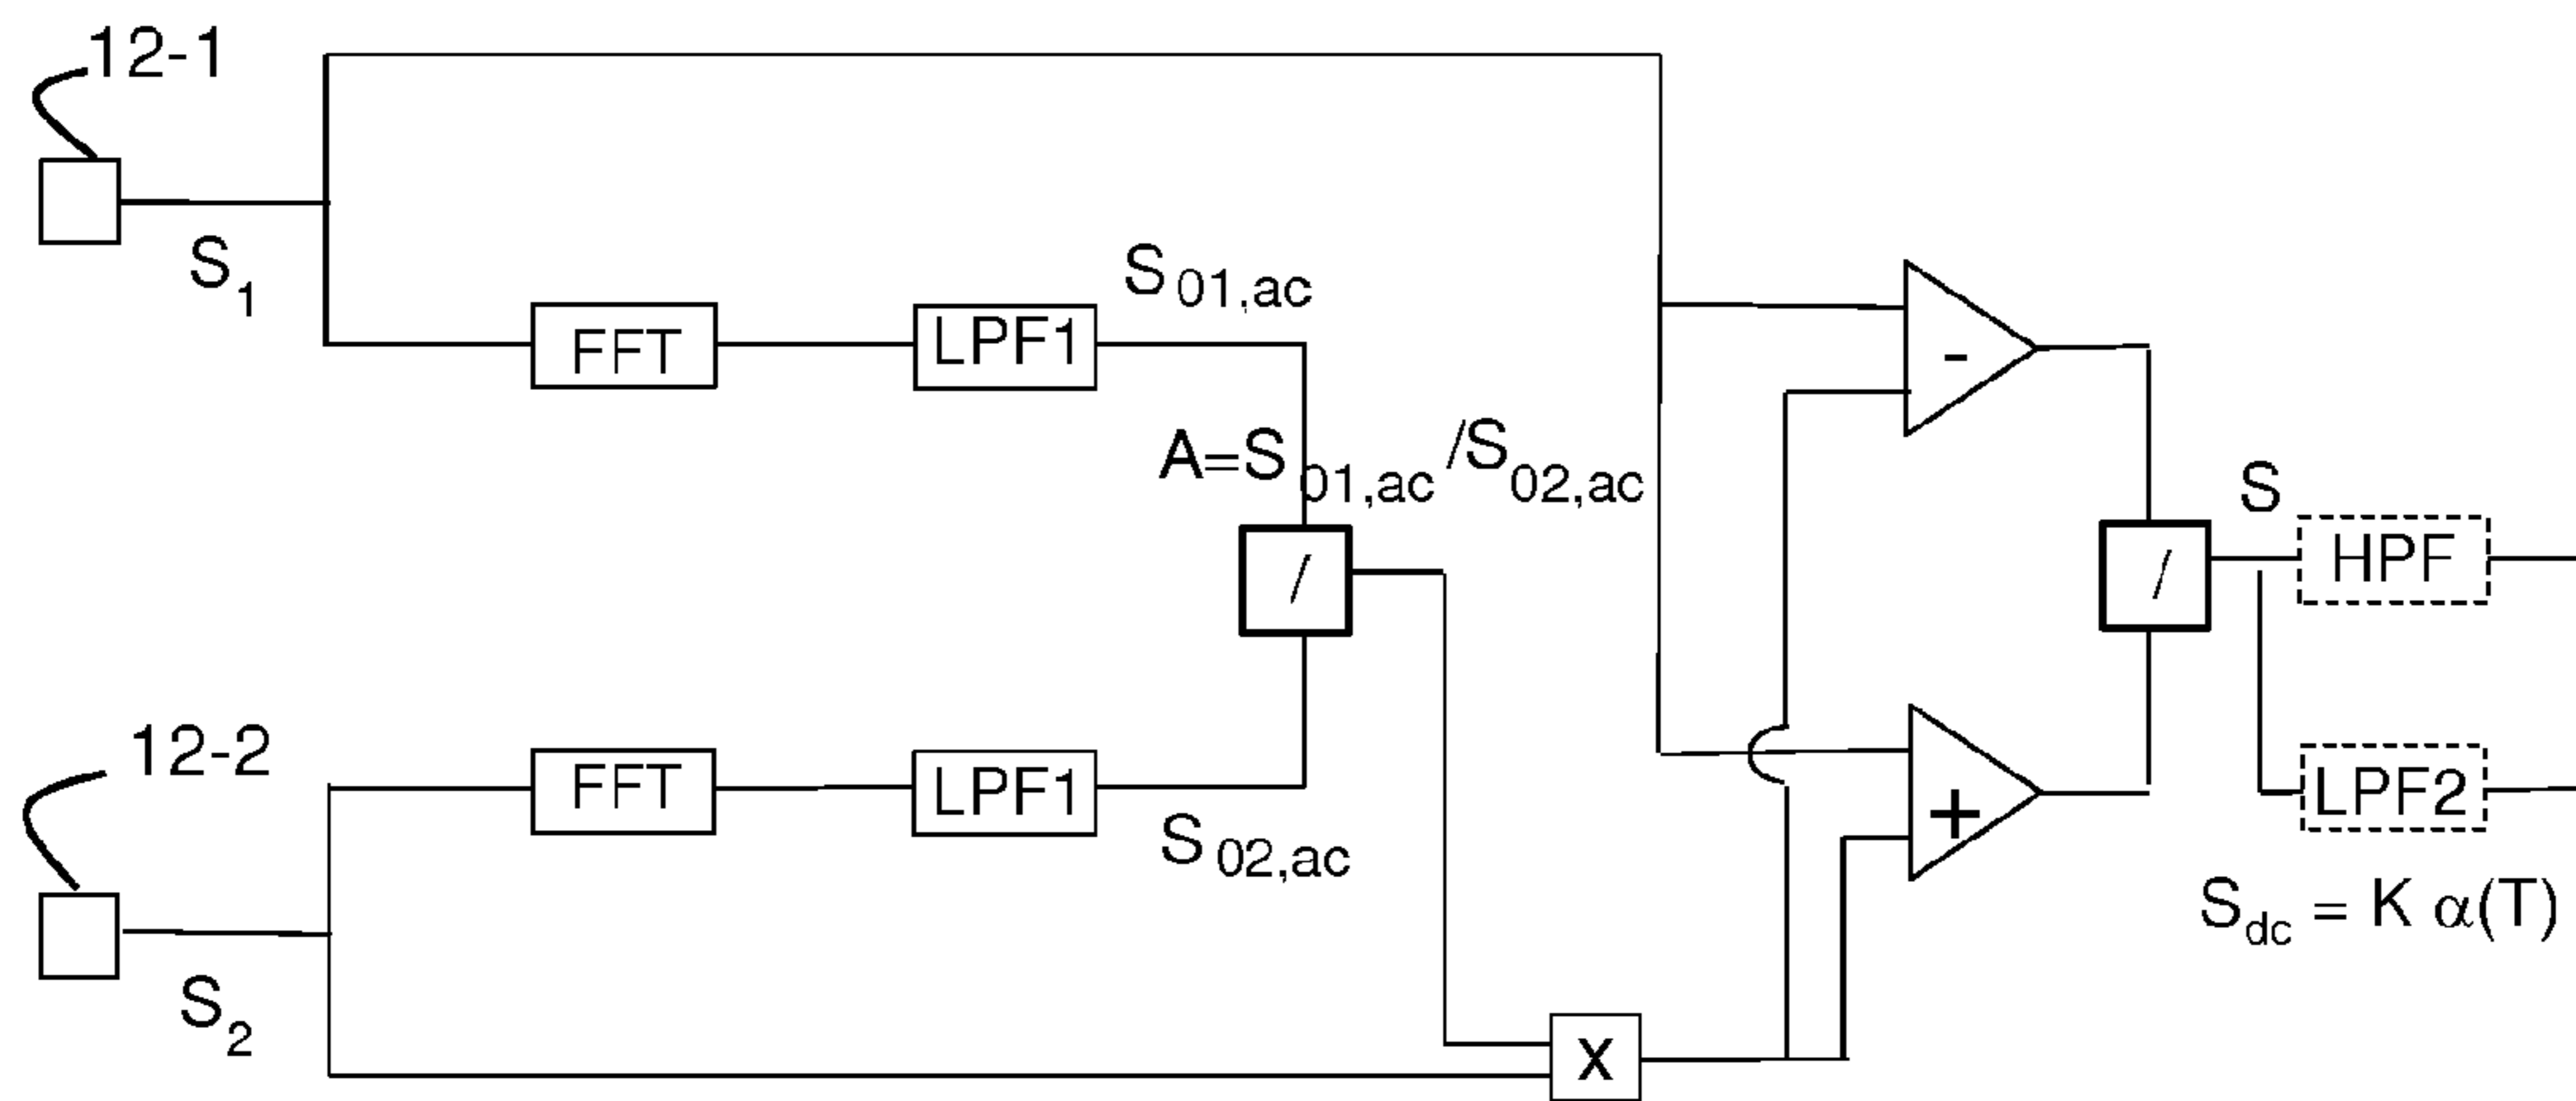 12-1
S1
FFT
LPF1
S01,ac
A=S01,ac/S02,ac
/
-
/
S
HPF
12-2
S2
FFT
LPF1
S02,ac
+
LPF2
Sdc = K α(T)
X